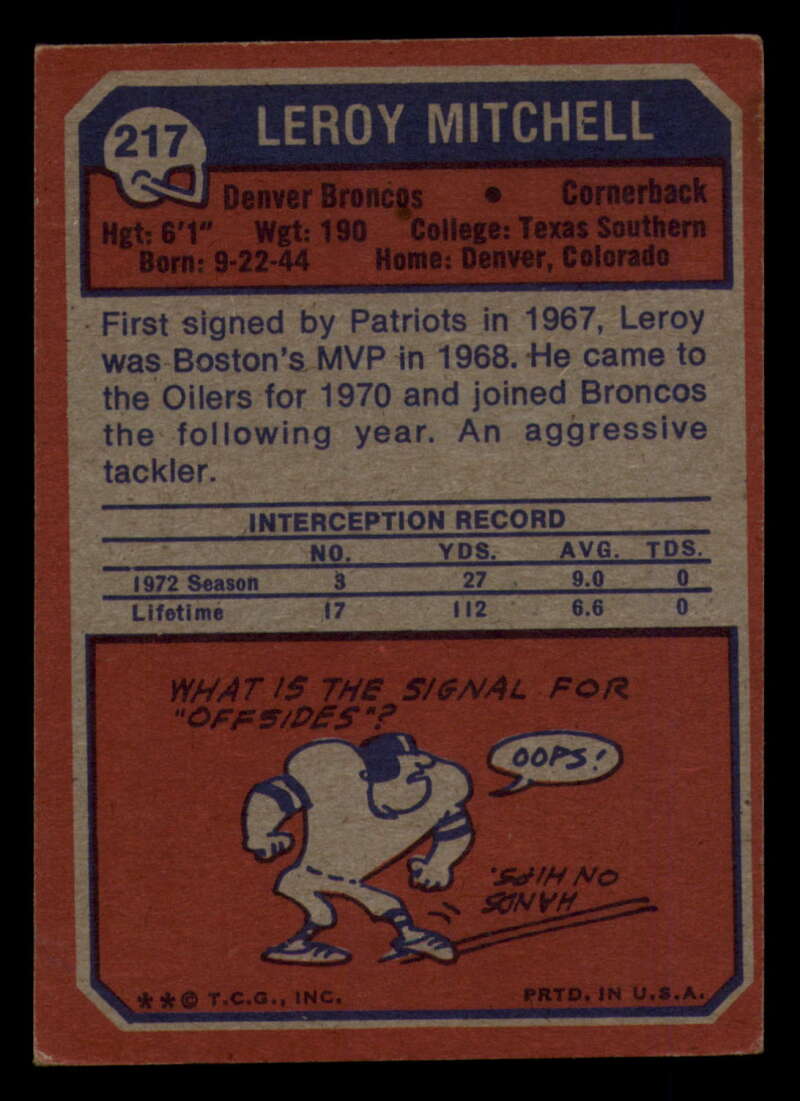 217
LEROY MITCHELL
Denver Broncos • Cornerback
Hgt: 6'1" Wgt: 190 College: Texas Southern
Born: 9-22-44 Home: Denver, Colorado
First signed by Patriots in 1967, Leroy
was Boston's MVP in 1968. He came to
the Oilers for 1970 and joined Broncos
the following year. An aggressive
tackler.
INTERCEPTION RECORD
NO. YDS. AVG. TDS.
1972 Season 3 27 9.0 0
Lifetime 17 112 6.6 0
WHAT IS THE SIGNAL FOR
"OFFSIDES"?
OOPS!
HANDS
ON HIPS.
**© T.C.G., INC. PRTD. IN U.S.A.